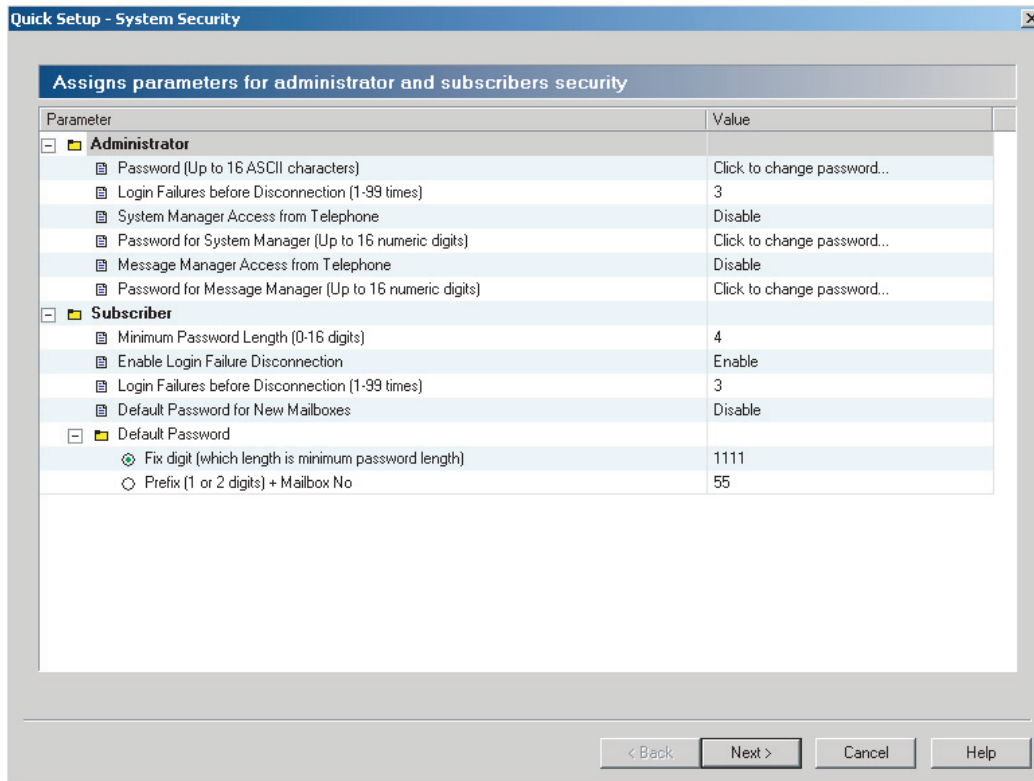 Quick Setup - System Security
Assigns parameters for administrator and subscribers security
Parameter Value
Administrator
Password (Up to 16 ASCII characters) Click to change password...
Login Failures before Disconnection (1-99 times) 3
System Manager Access from Telephone Disable
Password for System Manager (Up to 16 numeric digits) Click to change password...
Message Manager Access from Telephone Disable
Password for Message Manager (Up to 16 numeric digits) Click to change password...
Subscriber
Minimum Password Length (0-16 digits) 4
Enable Login Failure Disconnection Enable
Login Failures before Disconnection (1-99 times) 3
Default Password for New Mailboxes Disable
Default Password
Fix digit (which length is minimum password length) 1111
Prefix (1 or 2 digits) + Mailbox No 55
< Back Next > Cancel Help